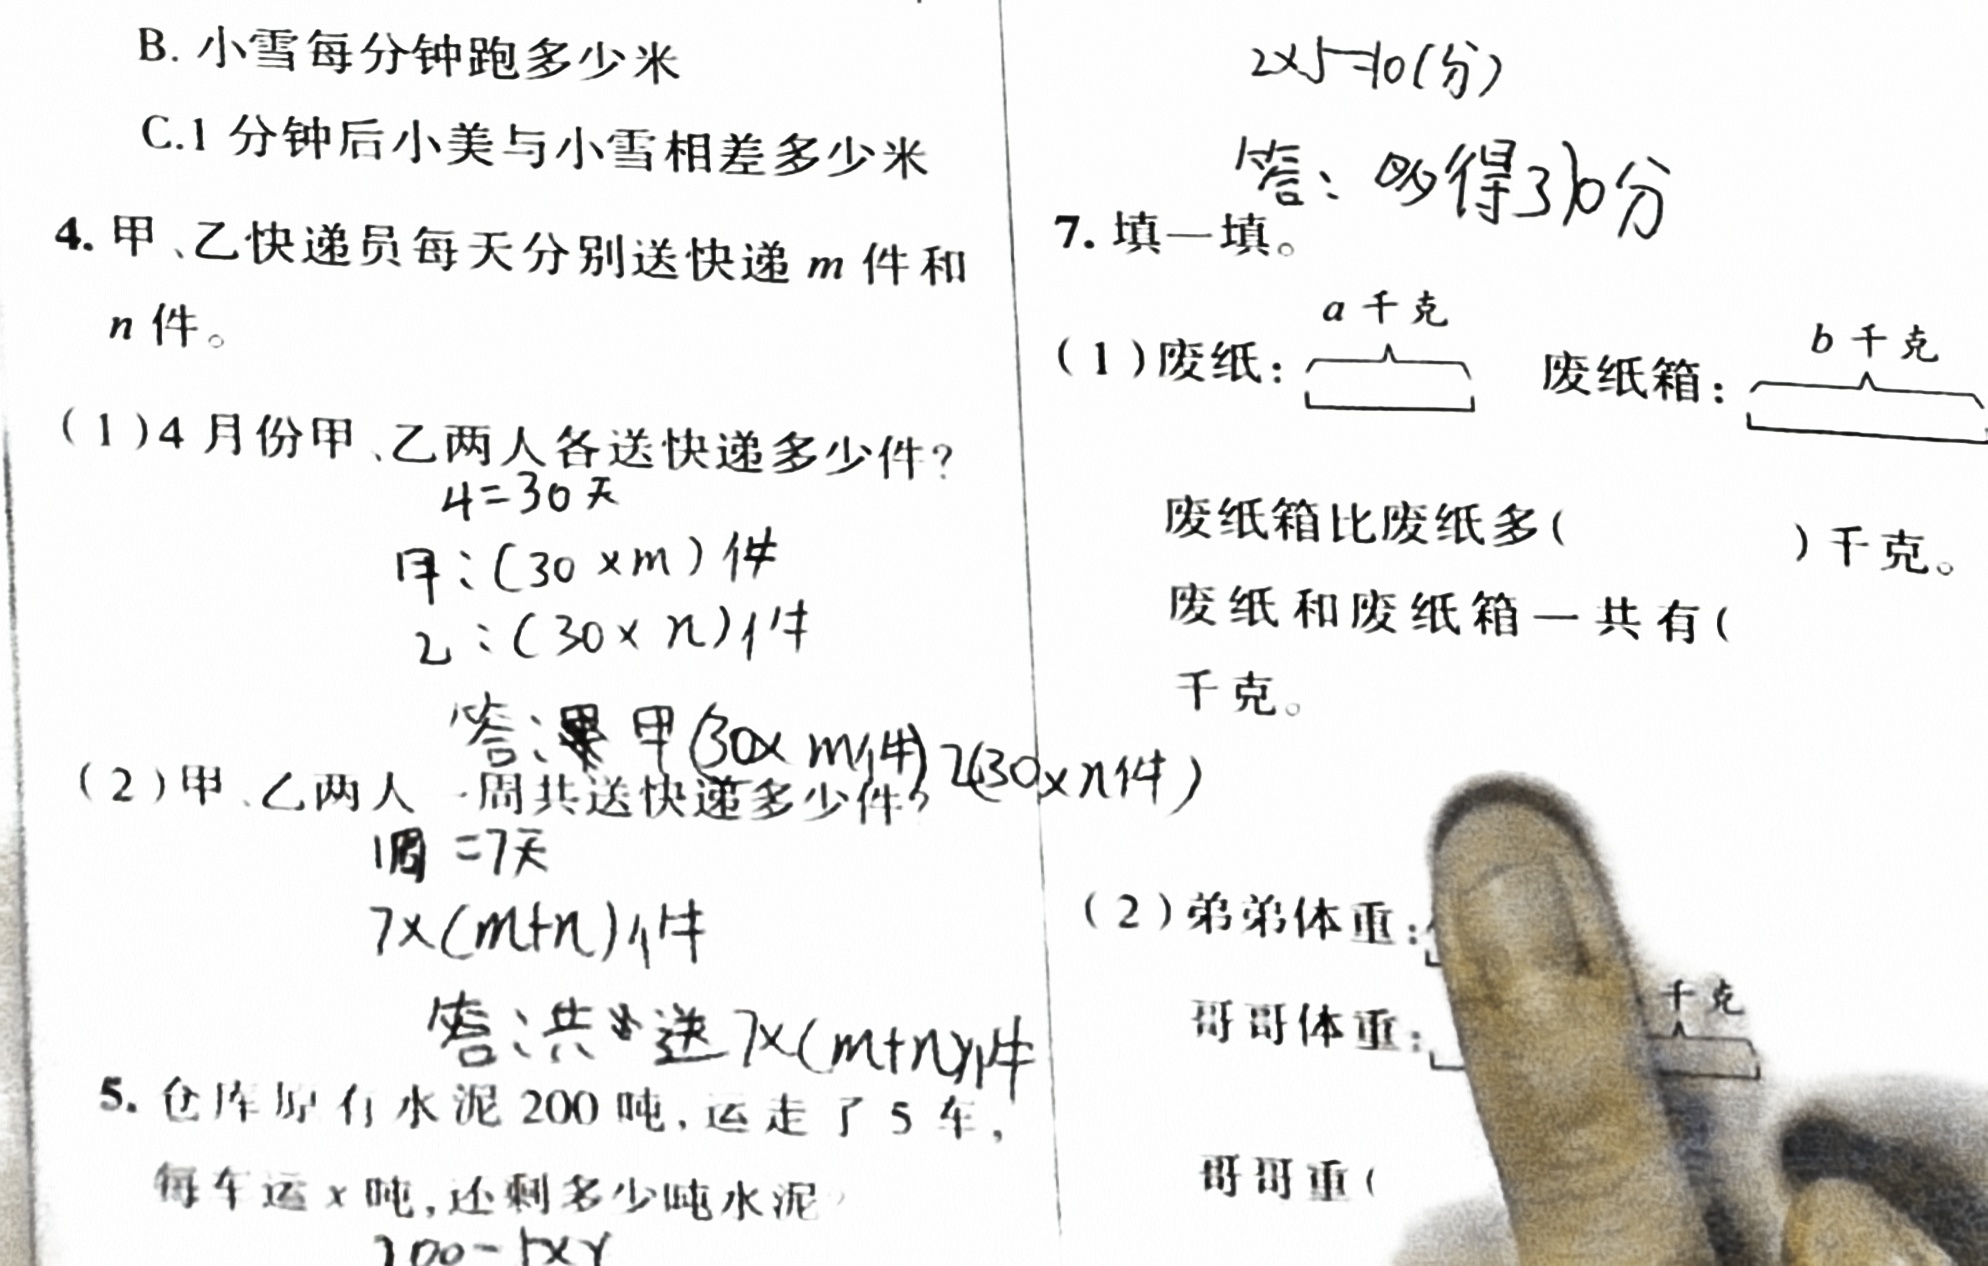 B. 小雪每分钟跑多少米
C.1 分钟后小美与小雪相差多少米
4. 甲、乙快递员每天分别送快递 m 件和
n 件。
(1)4 月份甲、乙两人各送快递多少件?
4=30天
甲:(30×m)件
乙:(30×n)件
答: 甲(30×m件)乙(30×n件)
(2)甲、乙两人一周共送快递多少件?
1周=7天
7×(m+n)件
答:共送7×(m+n)件
5. 仓库原有水泥 200 吨,运走了 5 车,
每车运 x 吨,还剩多少吨水泥?
200-5×
2×5=10(分)
答: 得 分
7. 填一填。
a 千克
b 千克
(1)废纸: 废纸箱:
废纸箱比废纸多( )千克。
废纸和废纸箱一共有(
千克。
(2)弟弟体重:
千克
哥哥体重:
哥哥重(